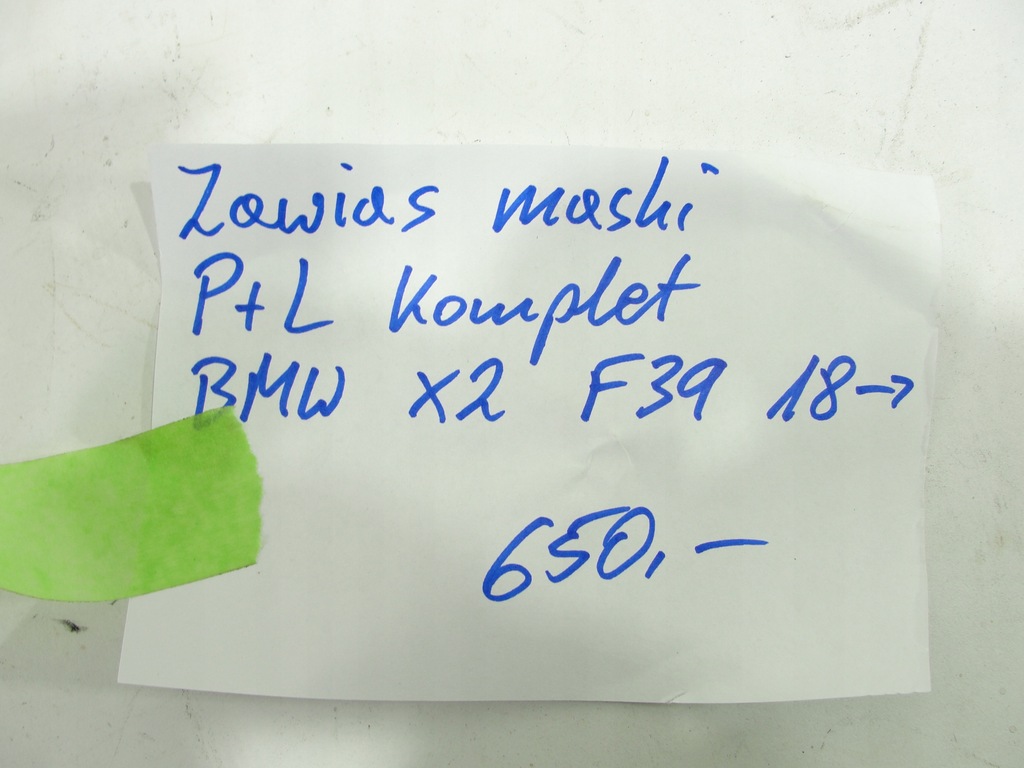 Zawias maski
P+L Komplet
BMW X2 F39 18→
650,-